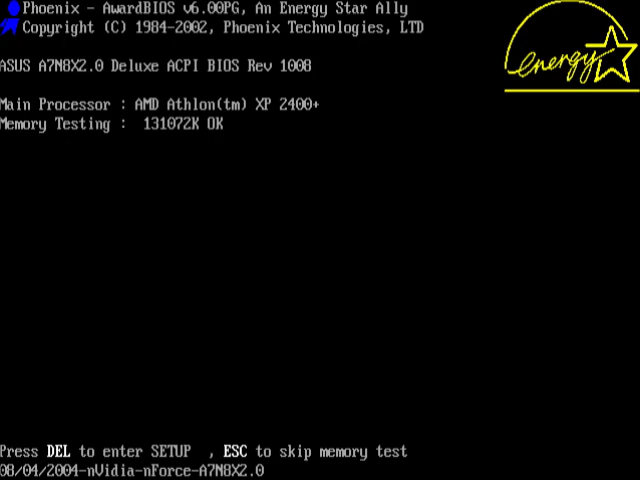 Phoenix - AwardBIOS v6.00PG, An Energy Star Ally
Copyright (C) 1984-2002, Phoenix Technologies, LTD
energy
ASUS A7N8X2.0 Deluxe ACPI BIOS Rev 1008
Main Processor : AMD Athlon(tm) XP 2400+
Memory Testing :  131072K OK
Press DEL to enter SETUP  , ESC to skip memory test
08/04/2004-nVidia-nForce-A7N8X2.0